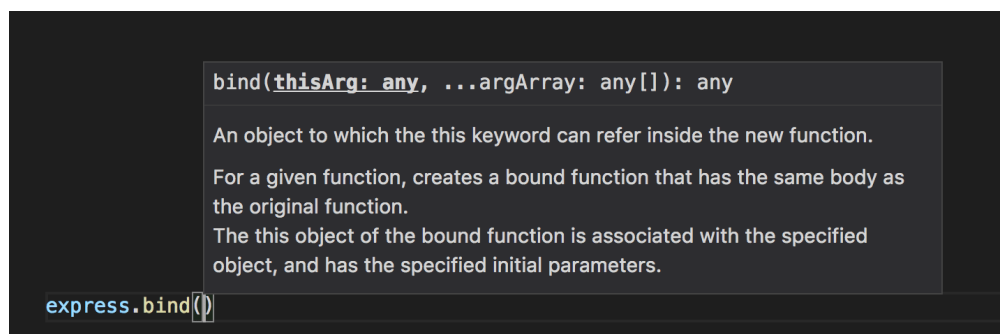 bind(thisArg: any, ...argArray: any[]): any
An object to which the this keyword can refer inside the new function.
For a given function, creates a bound function that has the same body as
the original function.
The this object of the bound function is associated with the specified
object, and has the specified initial parameters.
express.bind()